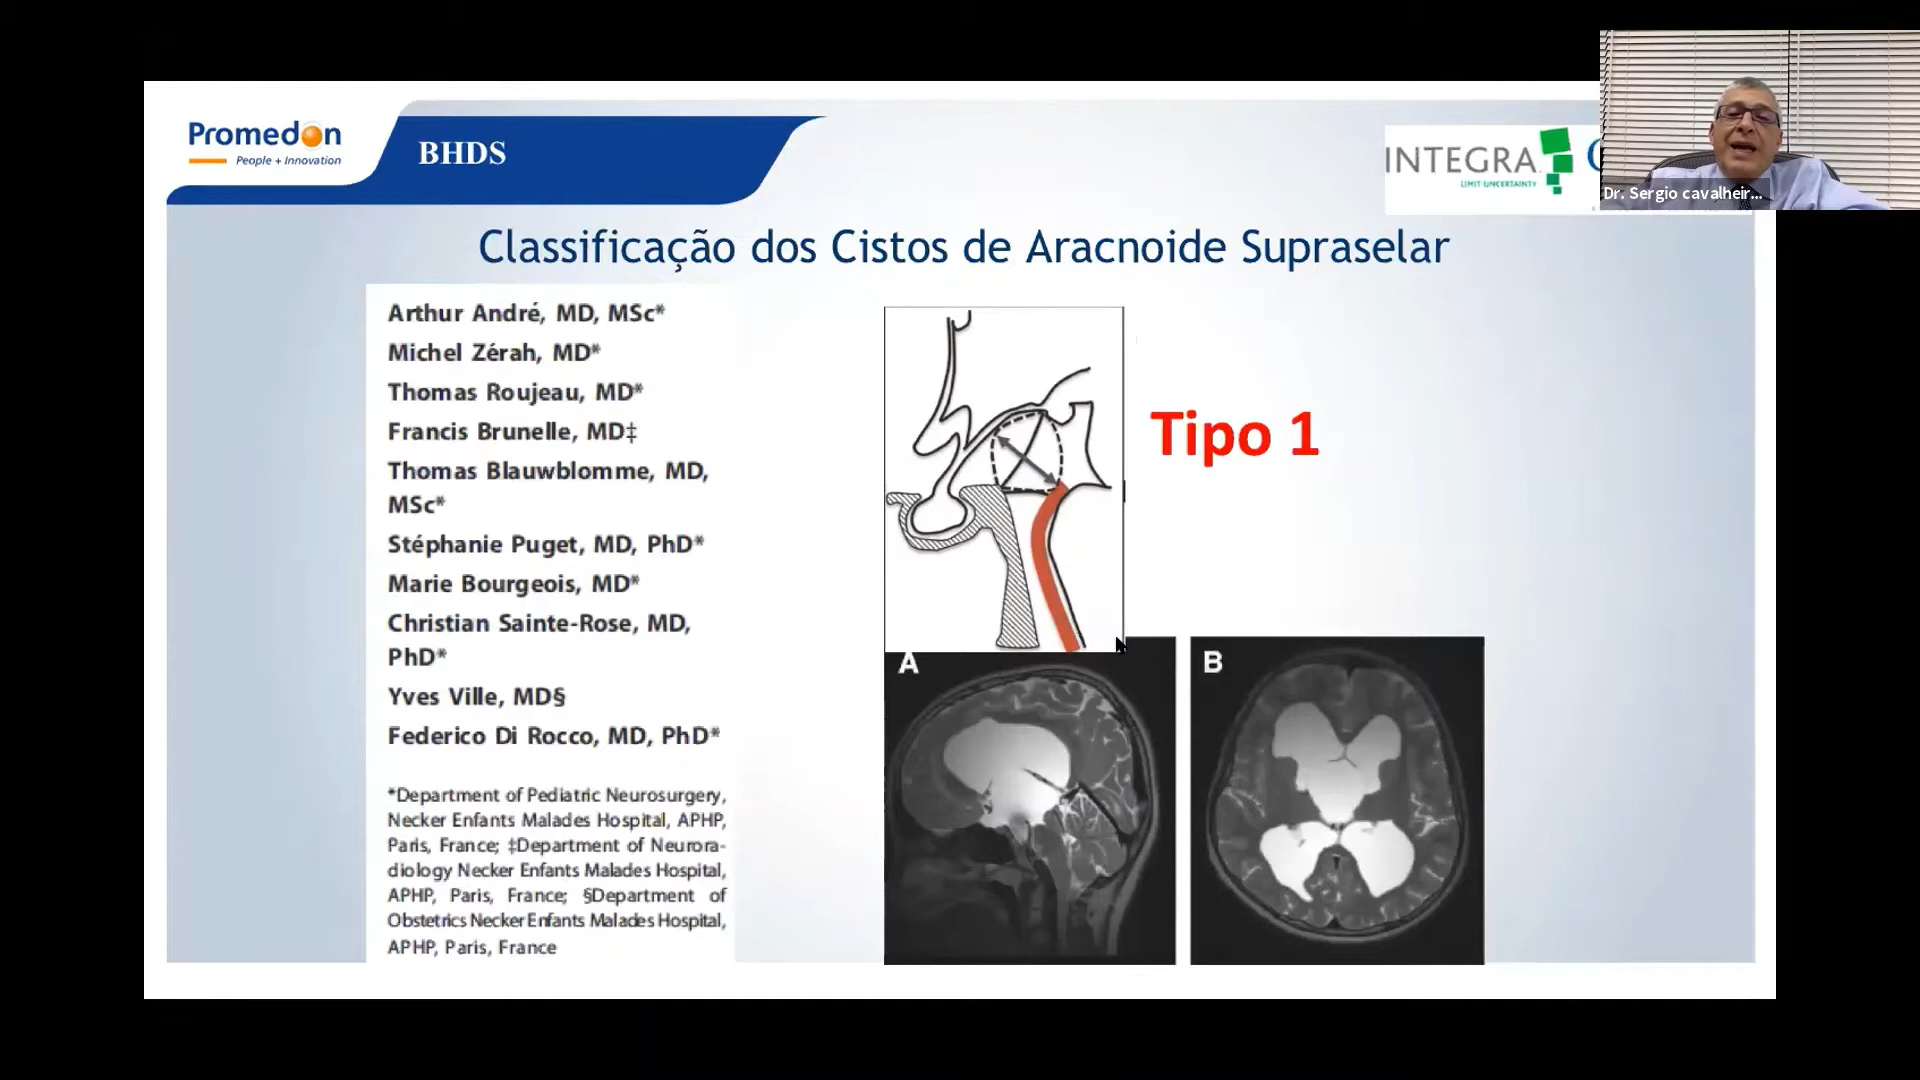 Promedon
People + Innovation
BHDS
INTEGRA
LIMIT UNCERTAINTY
Dr. Sergio cavalheir...
Classificação dos Cistos de Aracnoide Supraselar
Arthur André, MD, MSc*
Michel Zérah, MD*
Thomas Roujeau, MD*
Francis Brunelle, MD‡
Thomas Blauwblomme, MD,
MSc*
Stéphanie Puget, MD, PhD*
Marie Bourgeois, MD*
Christian Sainte-Rose, MD,
PhD*
Yves Ville, MD§
Federico Di Rocco, MD, PhD*
*Department of Pediatric Neurosurgery,
Necker Enfants Malades Hospital, APHP,
Paris, France; ‡Department of Neurora-
diology Necker Enfants Malades Hospital,
APHP, Paris, France; §Department of
Obstetrics Necker Enfants Malades Hospital,
APHP, Paris, France
Tipo 1
A
B